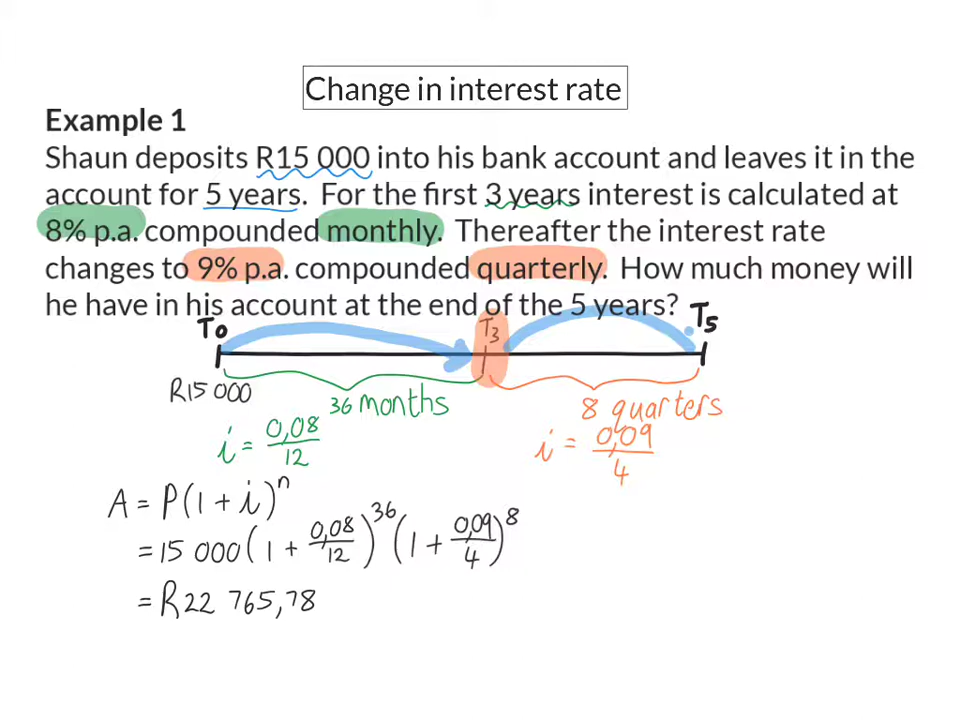 Change in interest rate
Example 1
Shaun deposits R15 000 into his bank account and leaves it in the
account for 5 years. For the first 3 years interest is calculated at
8% p.a. compounded monthly. Thereafter the interest rate
changes to 9% p.a. compounded quarterly. How much money will
he have in his account at the end of the 5 years?
T0 T3 T5
R15 000
36 months 8 quarters
i = 0,08/12 i = 0,09/4
A = P(1 + i)^n
= 15 000(1 + 0,08/12)^36 (1 + 0,09/4)^8
= R22 765,78